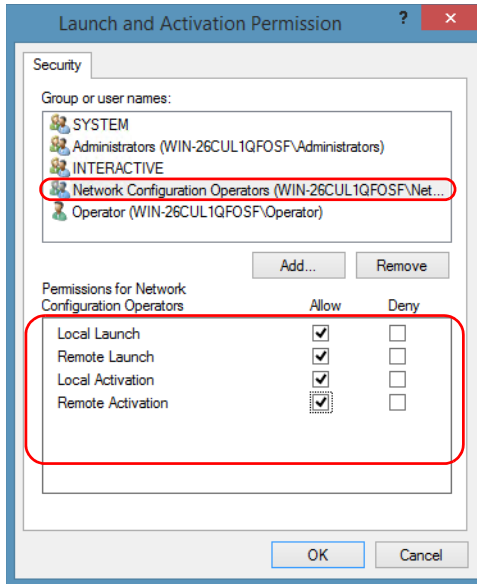 Launch and Activation Permission
?
×
Security
Group or user names:
SYSTEM
Administrators (WIN-26CUL1QFOSF\Administrators)
INTERACTIVE
Network Configuration Operators (WIN-26CUL1QFOSF\Net...
Operator (WIN-26CUL1QFOSF\Operator)
Add...
Remove
Permissions for Network
Configuration Operators
Allow
Deny
Local Launch
Remote Launch
Local Activation
Remote Activation
OK
Cancel